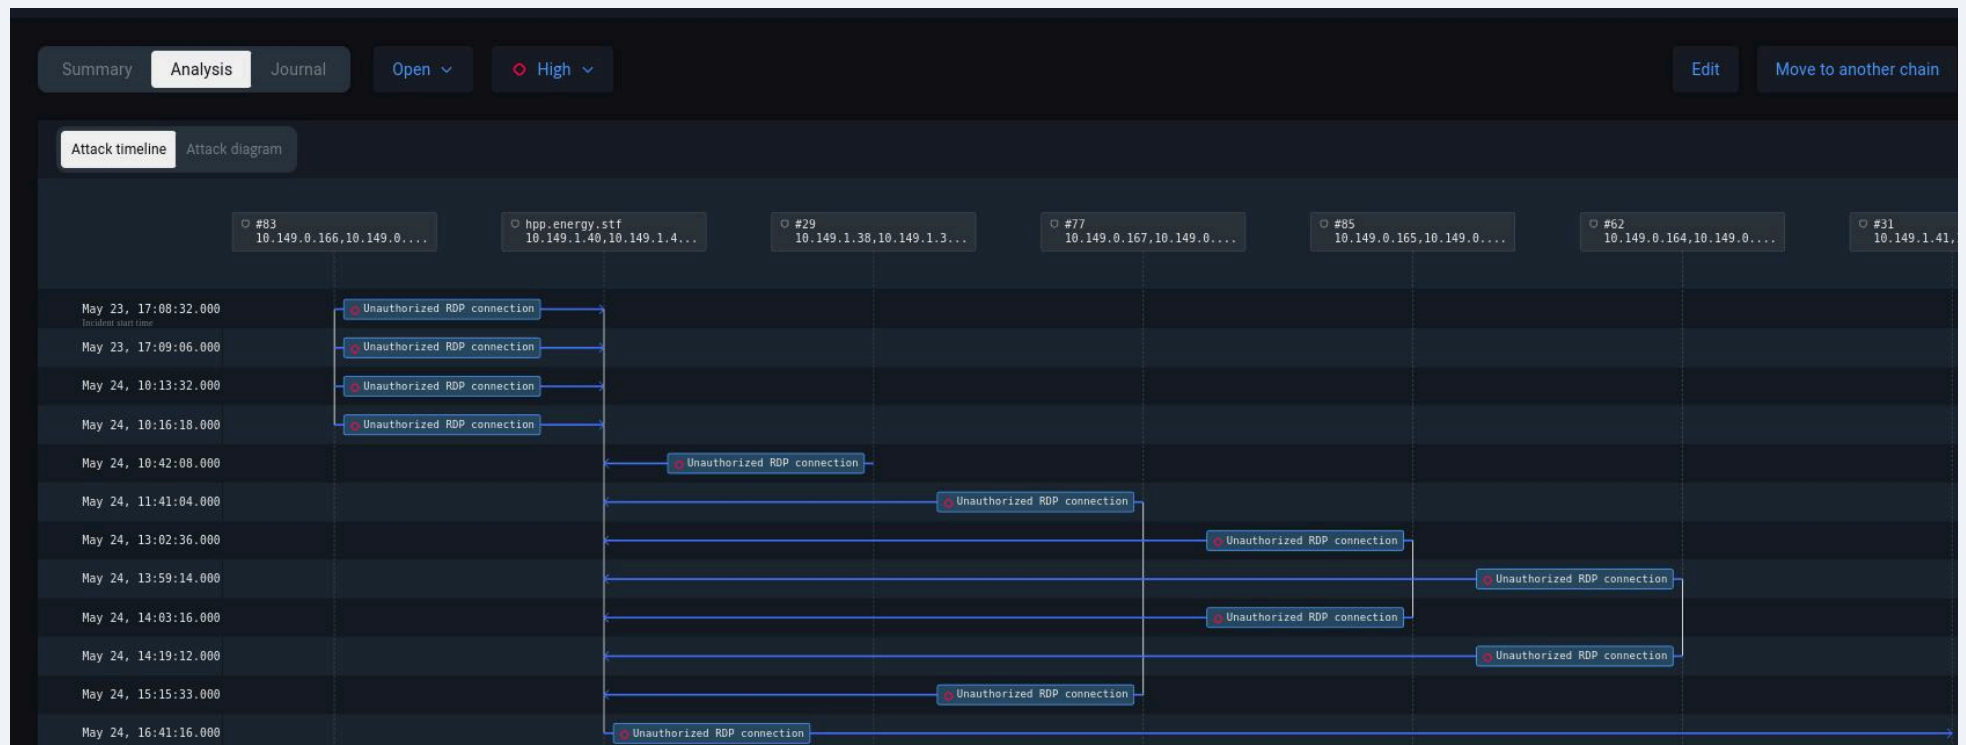 Summary Analysis Journal Open High Edit Move to another chain
Attack timeline Attack diagram
#83
10.149.0.166,10.149.0....
hpp.energy.stf
10.149.1.40,10.149.1.4...
#29
10.149.1.38,10.149.1.3...
#77
10.149.0.167,10.149.0....
#85
10.149.0.165,10.149.0....
#62
10.149.0.164,10.149.0....
#31
10.149.1.41,
May 23, 17:08:32.000 Unauthorized RDP connection
Incident start time
May 23, 17:09:06.000 Unauthorized RDP connection
May 24, 10:13:32.000 Unauthorized RDP connection
May 24, 10:16:18.000 Unauthorized RDP connection
May 24, 10:42:08.000 Unauthorized RDP connection
May 24, 11:41:04.000 Unauthorized RDP connection
May 24, 13:02:36.000 Unauthorized RDP connection
May 24, 13:59:14.000 Unauthorized RDP connection
May 24, 14:03:16.000 Unauthorized RDP connection
May 24, 14:19:12.000 Unauthorized RDP connection
May 24, 15:15:33.000 Unauthorized RDP connection
May 24, 16:41:16.000 Unauthorized RDP connection